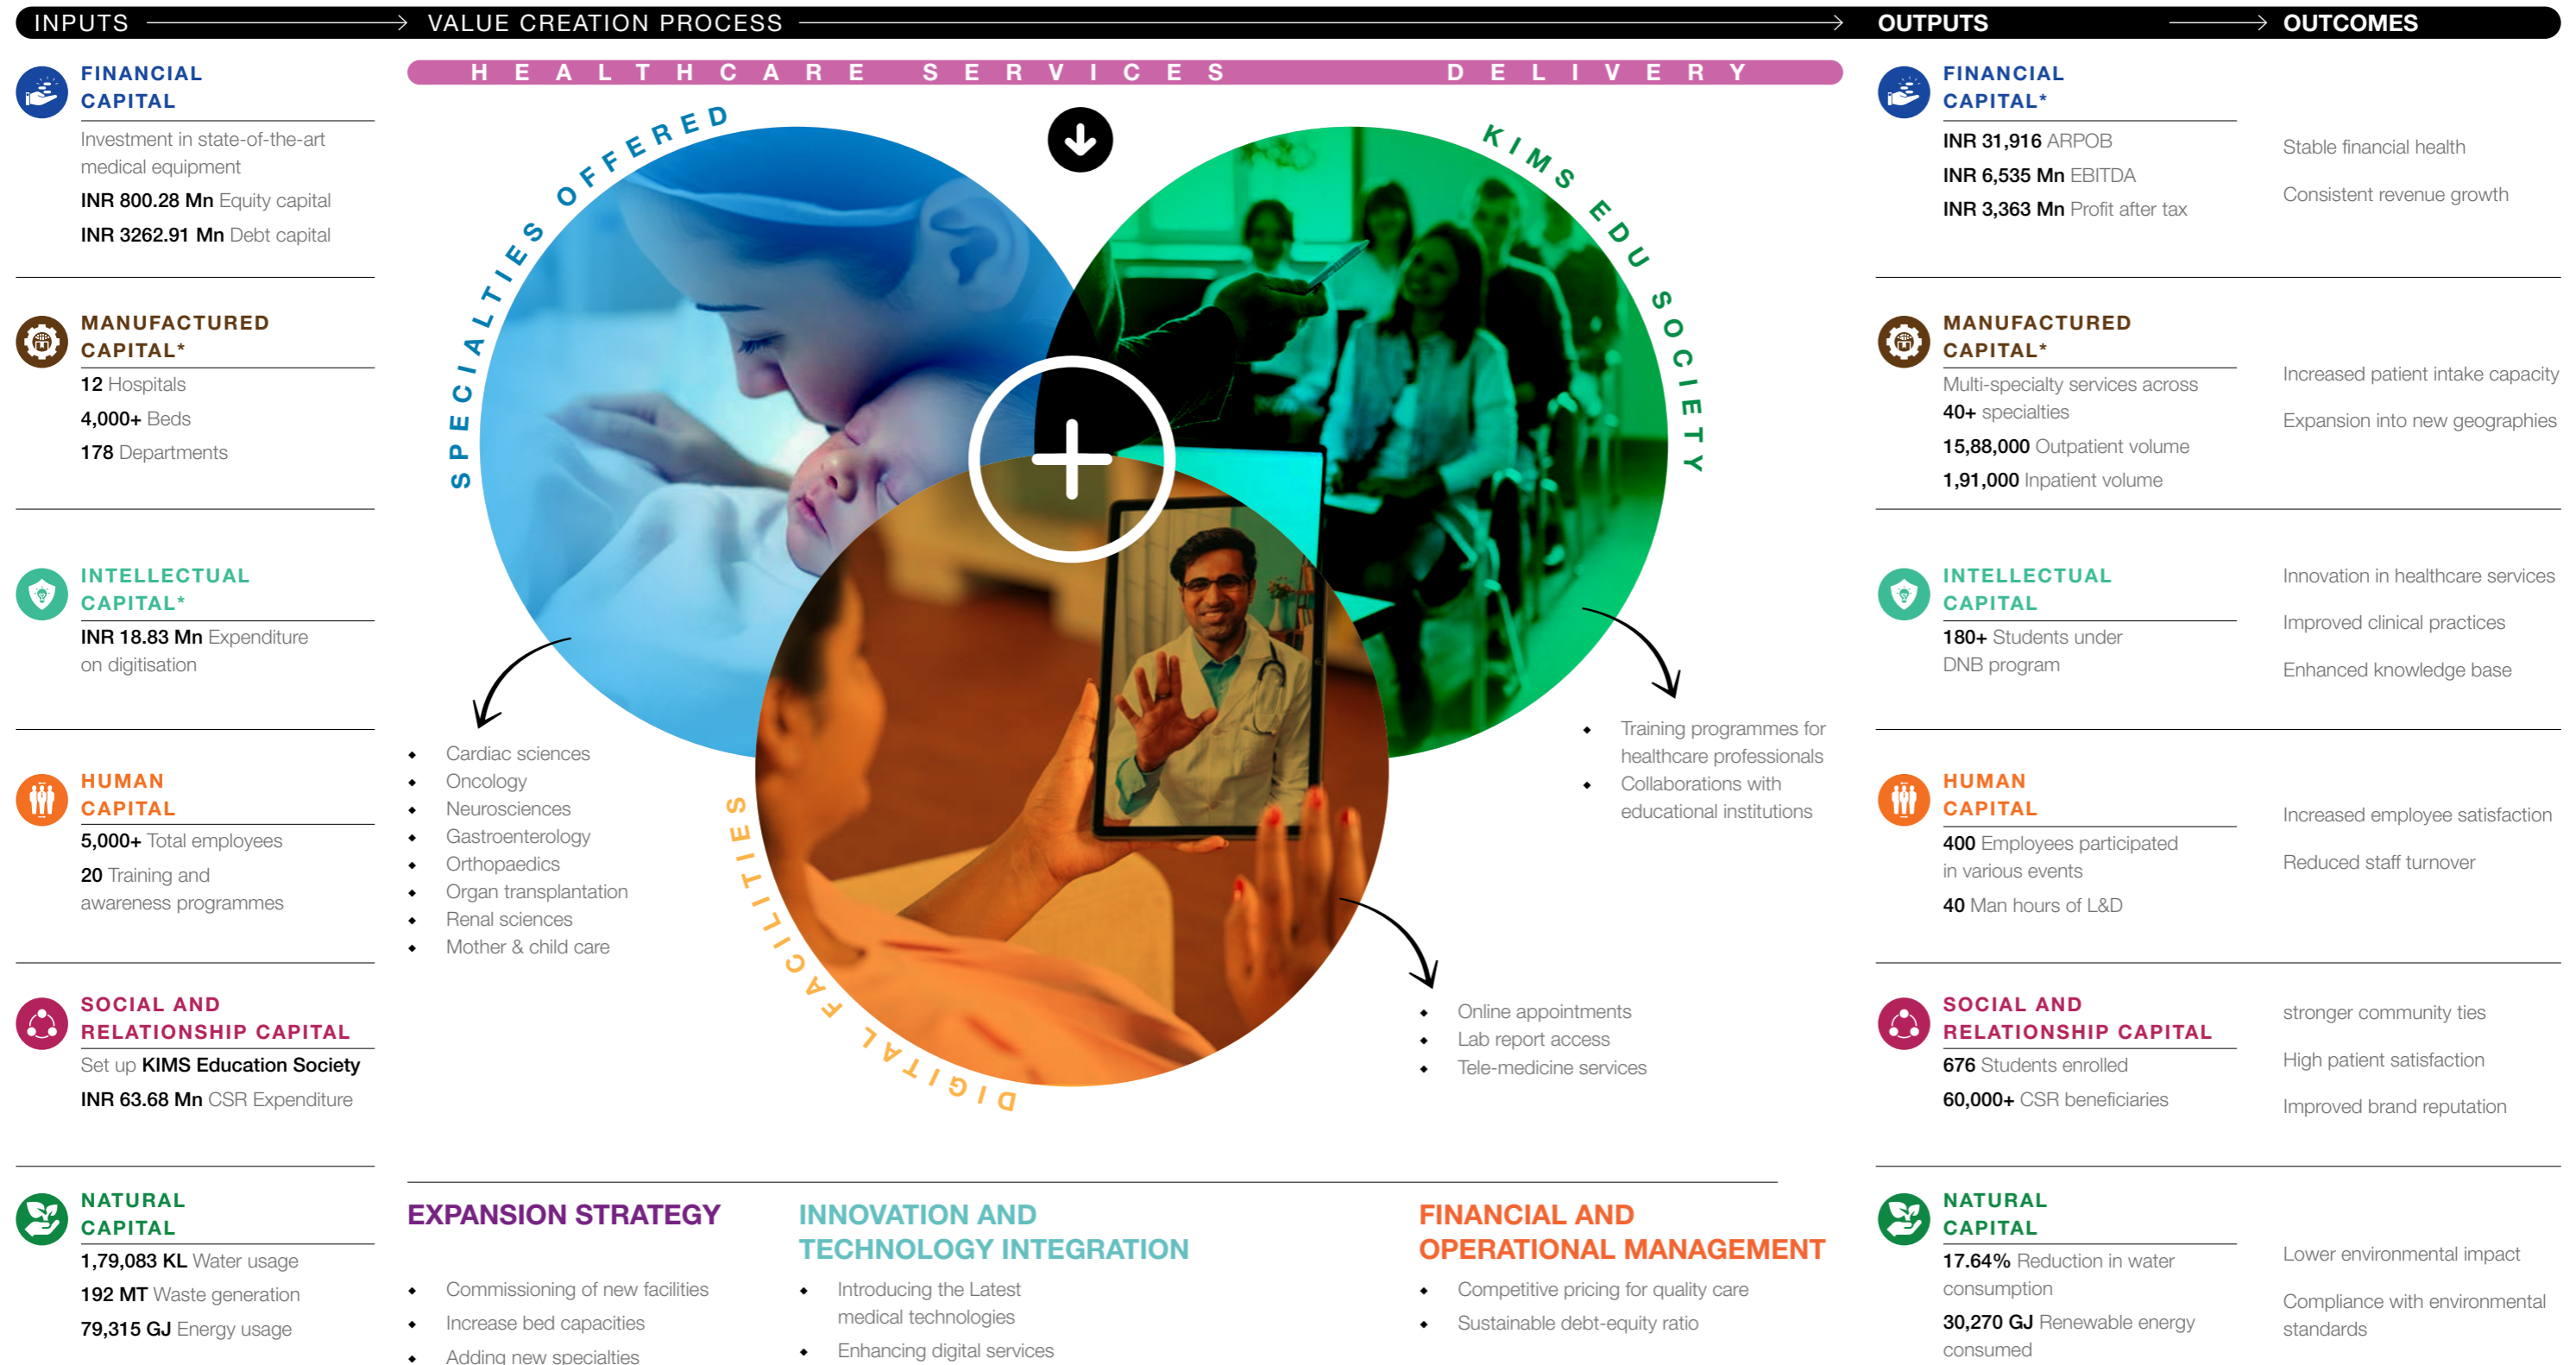 INPUTS
VALUE CREATION PROCESS
OUTPUTS
OUTCOMES
FINANCIAL
CAPITAL
Investment in state-of-the-art
medical equipment
INR 800.28 Mn Equity capital
INR 3262.91 Mn Debt capital
MANUFACTURED
CAPITAL*
12 Hospitals
4,000+ Beds
178 Departments
INTELLECTUAL
CAPITAL*
INR 18.83 Mn Expenditure
on digitisation
HUMAN
CAPITAL
5,000+ Total employees
20 Training and
awareness programmes
SOCIAL AND
RELATIONSHIP CAPITAL
Set up KIMS Education Society
INR 63.68 Mn CSR Expenditure
NATURAL
CAPITAL
1,79,083 KL Water usage
192 MT Waste generation
79,315 GJ Energy usage
HEALTHCARE SERVICES DELIVERY
SPECIALTIES OFFERED
KIMS EDU SOCIETY
DIGITAL FACILITIES
Cardiac sciences
Oncology
Neurosciences
Gastroenterology
Orthopaedics
Organ transplantation
Renal sciences
Mother & child care
Training programmes for
healthcare professionals
Collaborations with
educational institutions
Online appointments
Lab report access
Tele-medicine services
EXPANSION STRATEGY
Commissioning of new facilities
Increase bed capacities
Adding new specialties
INNOVATION AND
TECHNOLOGY INTEGRATION
Introducing the Latest
medical technologies
Enhancing digital services
FINANCIAL AND
OPERATIONAL MANAGEMENT
Competitive pricing for quality care
Sustainable debt-equity ratio
FINANCIAL
CAPITAL*
INR 31,916 ARPOB
INR 6,535 Mn EBITDA
INR 3,363 Mn Profit after tax
Stable financial health
Consistent revenue growth
MANUFACTURED
CAPITAL*
Multi-specialty services across
40+ specialties
15,88,000 Outpatient volume
1,91,000 Inpatient volume
Increased patient intake capacity
Expansion into new geographies
INTELLECTUAL
CAPITAL
180+ Students under
DNB program
Innovation in healthcare services
Improved clinical practices
Enhanced knowledge base
HUMAN
CAPITAL
400 Employees participated
in various events
40 Man hours of L&D
Increased employee satisfaction
Reduced staff turnover
SOCIAL AND
RELATIONSHIP CAPITAL
676 Students enrolled
60,000+ CSR beneficiaries
stronger community ties
High patient satisfaction
Improved brand reputation
NATURAL
CAPITAL
17.64% Reduction in water
consumption
30,270 GJ Renewable energy
consumed
Lower environmental impact
Compliance with environmental
standards